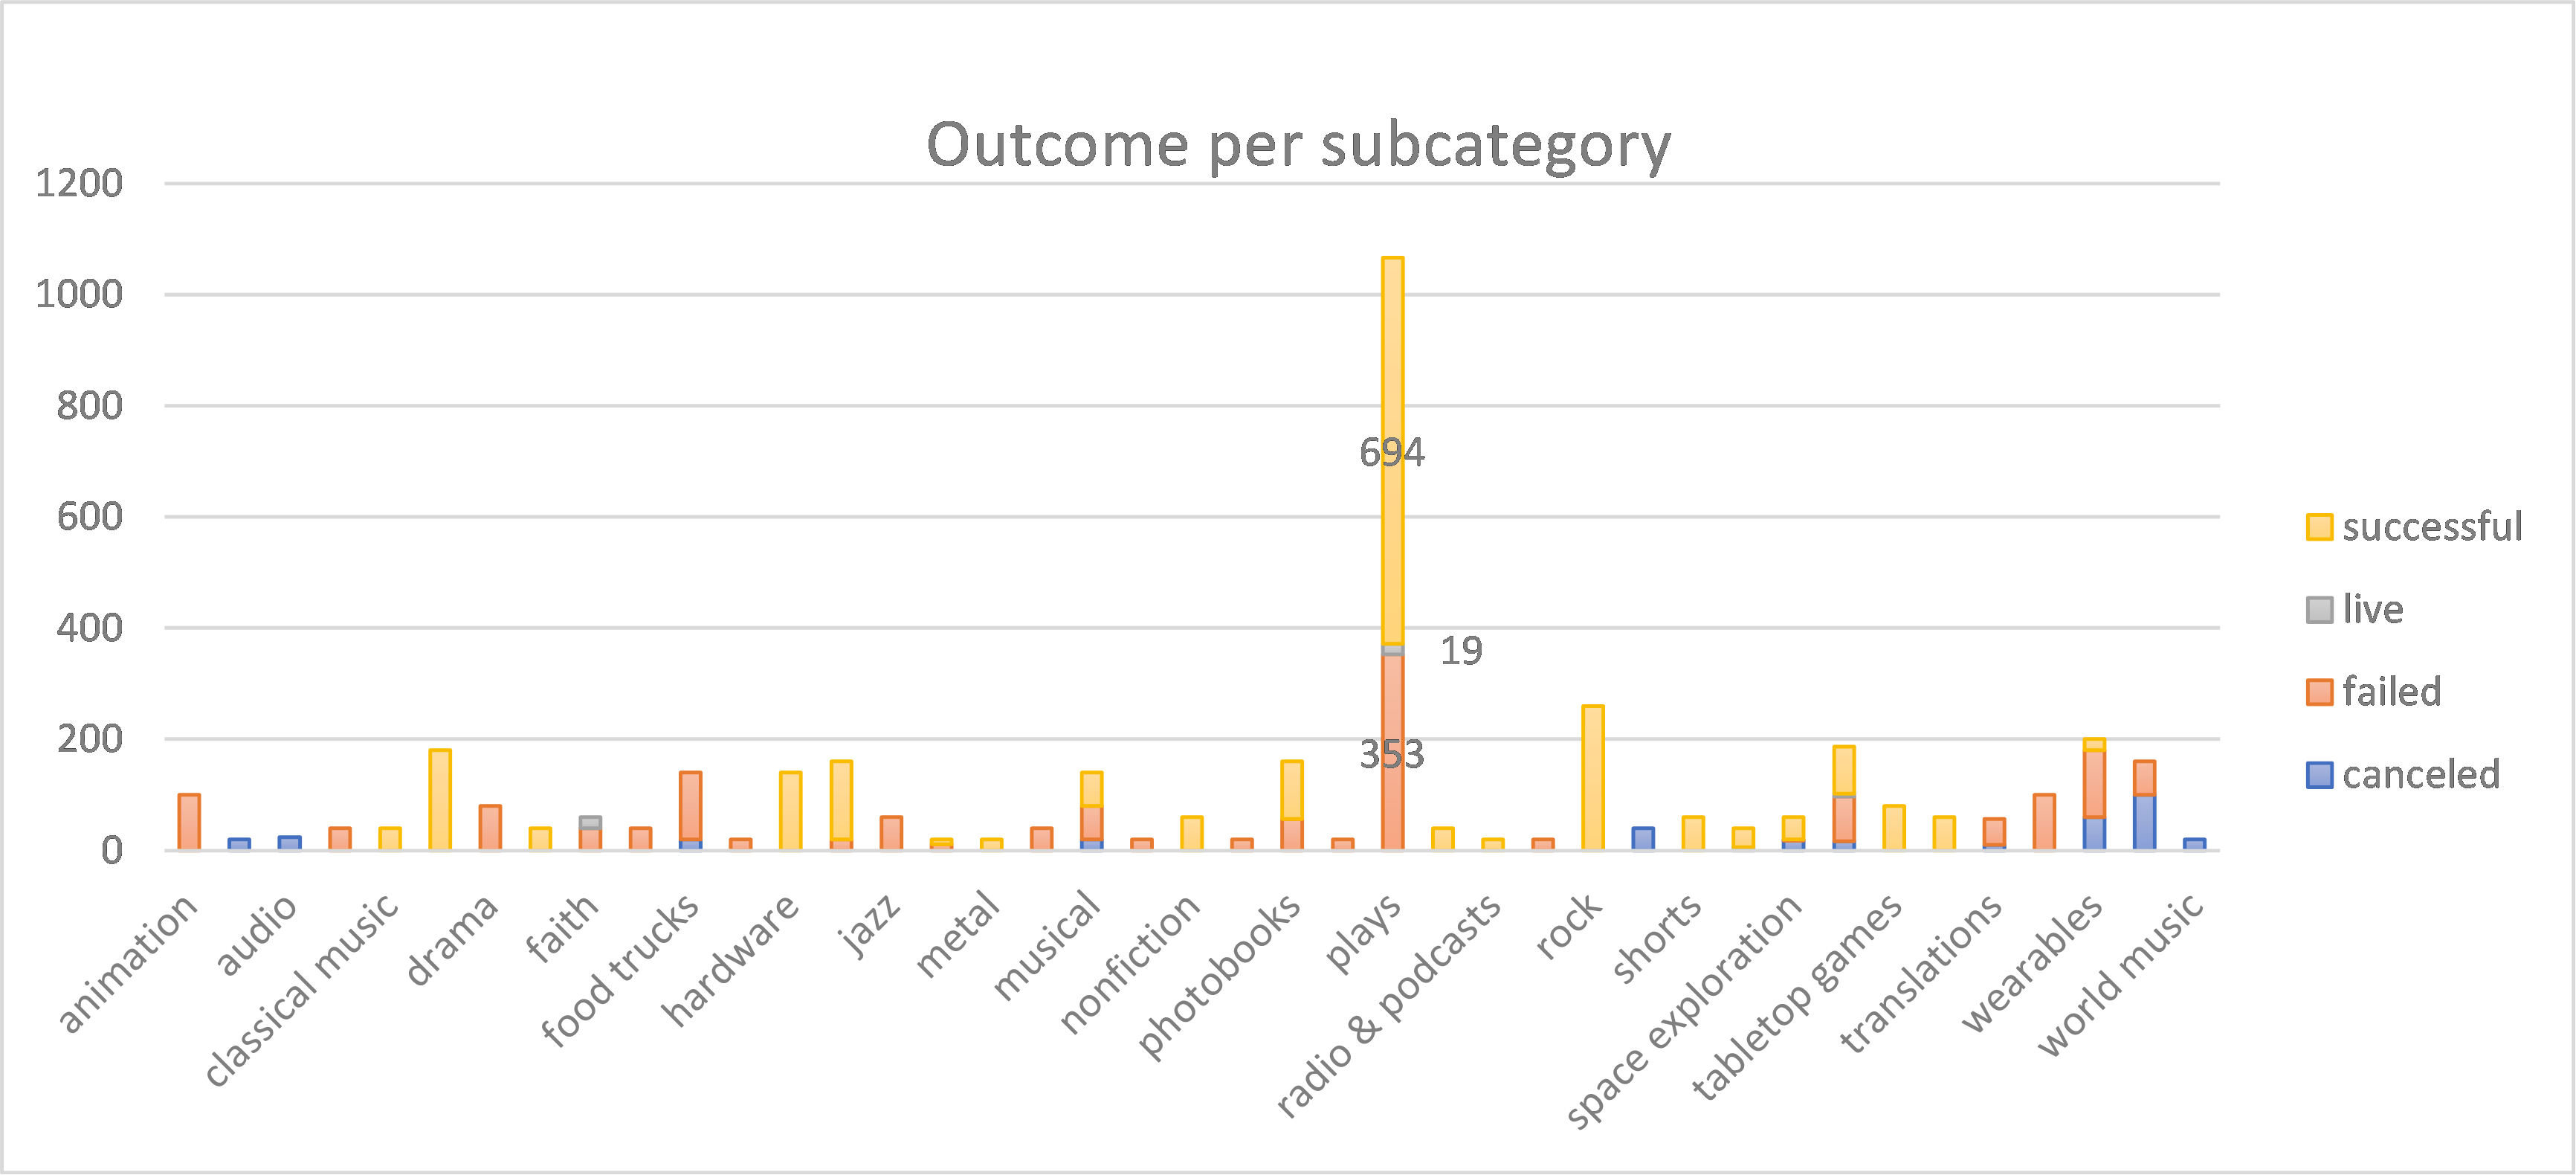 Outcome per subcategory
1200
1000
800
600
400
200
0
694
19
353
successful
live
failed
canceled
animation
audio
classical music
drama
faith
food trucks
hardware
jazz
metal
musical
nonfiction
photobooks
plays
radio & podcasts
rock
shorts
space exploration
tabletop games
translations
wearables
world music